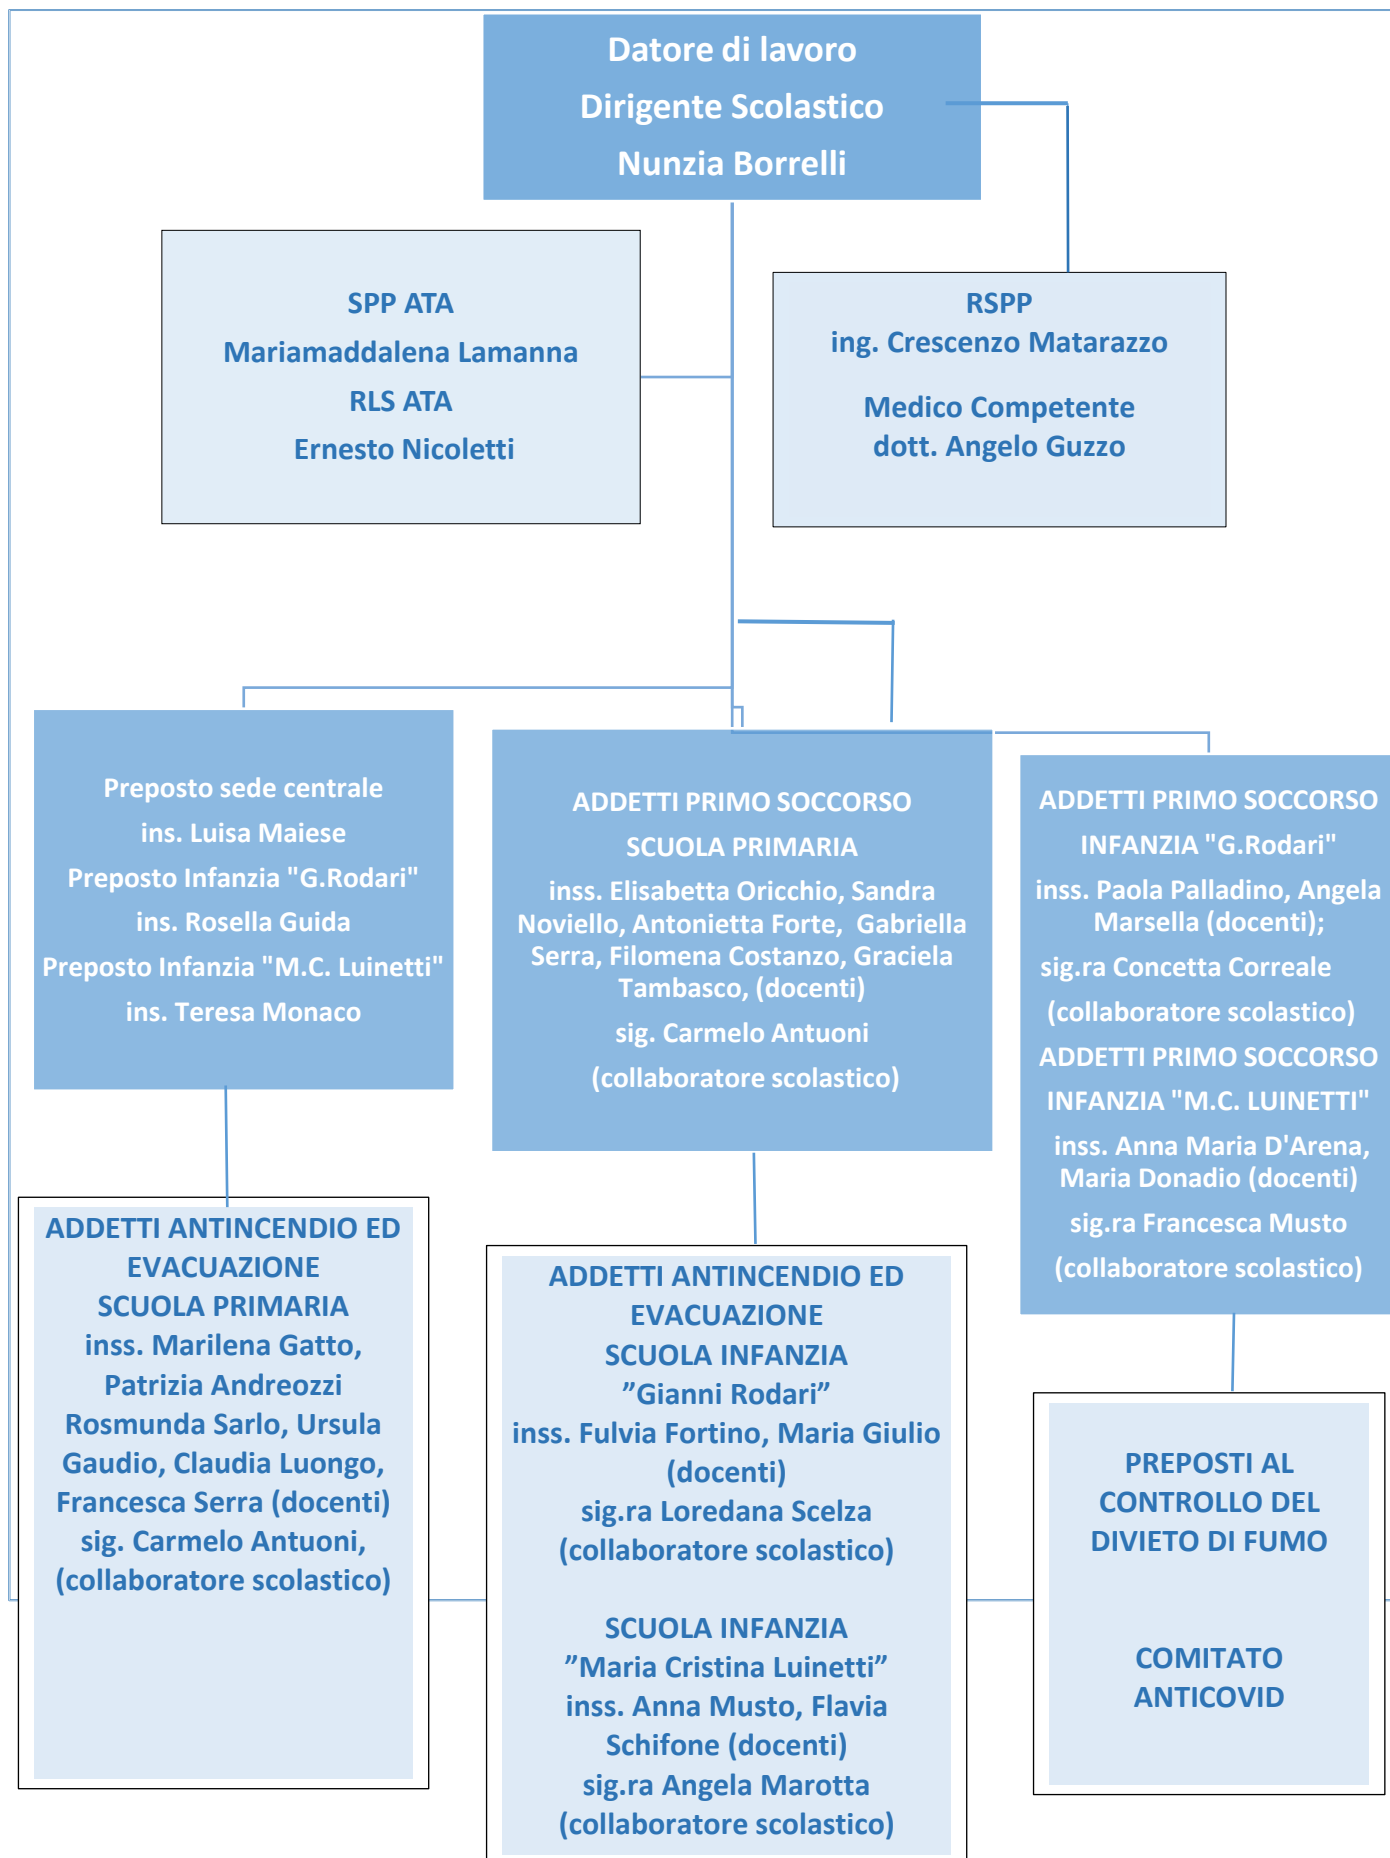 Datore di lavoro
Dirigente Scolastico
Nunzia Borrelli
SPP ATA
Mariamaddalena Lamanna
RLS ATA
Ernesto Nicoletti
RSPP
ing. Crescenzo Matarazzo
Medico Competente
dott. Angelo Guzzo
Preposto sede centrale
ins. Luisa Maiese
Preposto Infanzia "G.Rodari"
ins. Rosella Guida
Preposto Infanzia "M.C. Luinetti"
ins. Teresa Monaco
ADDETTI PRIMO SOCCORSO
SCUOLA PRIMARIA
inss. Elisabetta Oricchio, Sandra
Noviello, Antonietta Forte, Gabriella
Serra, Filomena Costanzo, Graciela
Tambasco, (docenti)
sig. Carmelo Antuoni
(collaboratore scolastico)
ADDETTI PRIMO SOCCORSO
INFANZIA "G.Rodari"
inss. Paola Palladino, Angela
Marsella (docenti);
sig.ra Concetta Correale
(collaboratore scolastico)
ADDETTI PRIMO SOCCORSO
INFANZIA "M.C. LUINETTI"
inss. Anna Maria D'Arena,
Maria Donadio (docenti)
sig.ra Francesca Musto
(collaboratore scolastico)
ADDETTI ANTINCENDIO ED
EVACUAZIONE
SCUOLA PRIMARIA
inss. Marilena Gatto,
Patrizia Andreozzi
Rosmunda Sarlo, Ursula
Gaudio, Claudia Luongo,
Francesca Serra (docenti)
sig. Carmelo Antuoni,
(collaboratore scolastico)
ADDETTI ANTINCENDIO ED
EVACUAZIONE
SCUOLA INFANZIA
”Gianni Rodari”
inss. Fulvia Fortino, Maria Giulio
(docenti)
sig.ra Loredana Scelza
(collaboratore scolastico)
SCUOLA INFANZIA
”Maria Cristina Luinetti”
inss. Anna Musto, Flavia
Schifone (docenti)
sig.ra Angela Marotta
(collaboratore scolastico)
PREPOSTI AL
CONTROLLO DEL
DIVIETO DI FUMO
COMITATO
ANTICOVID